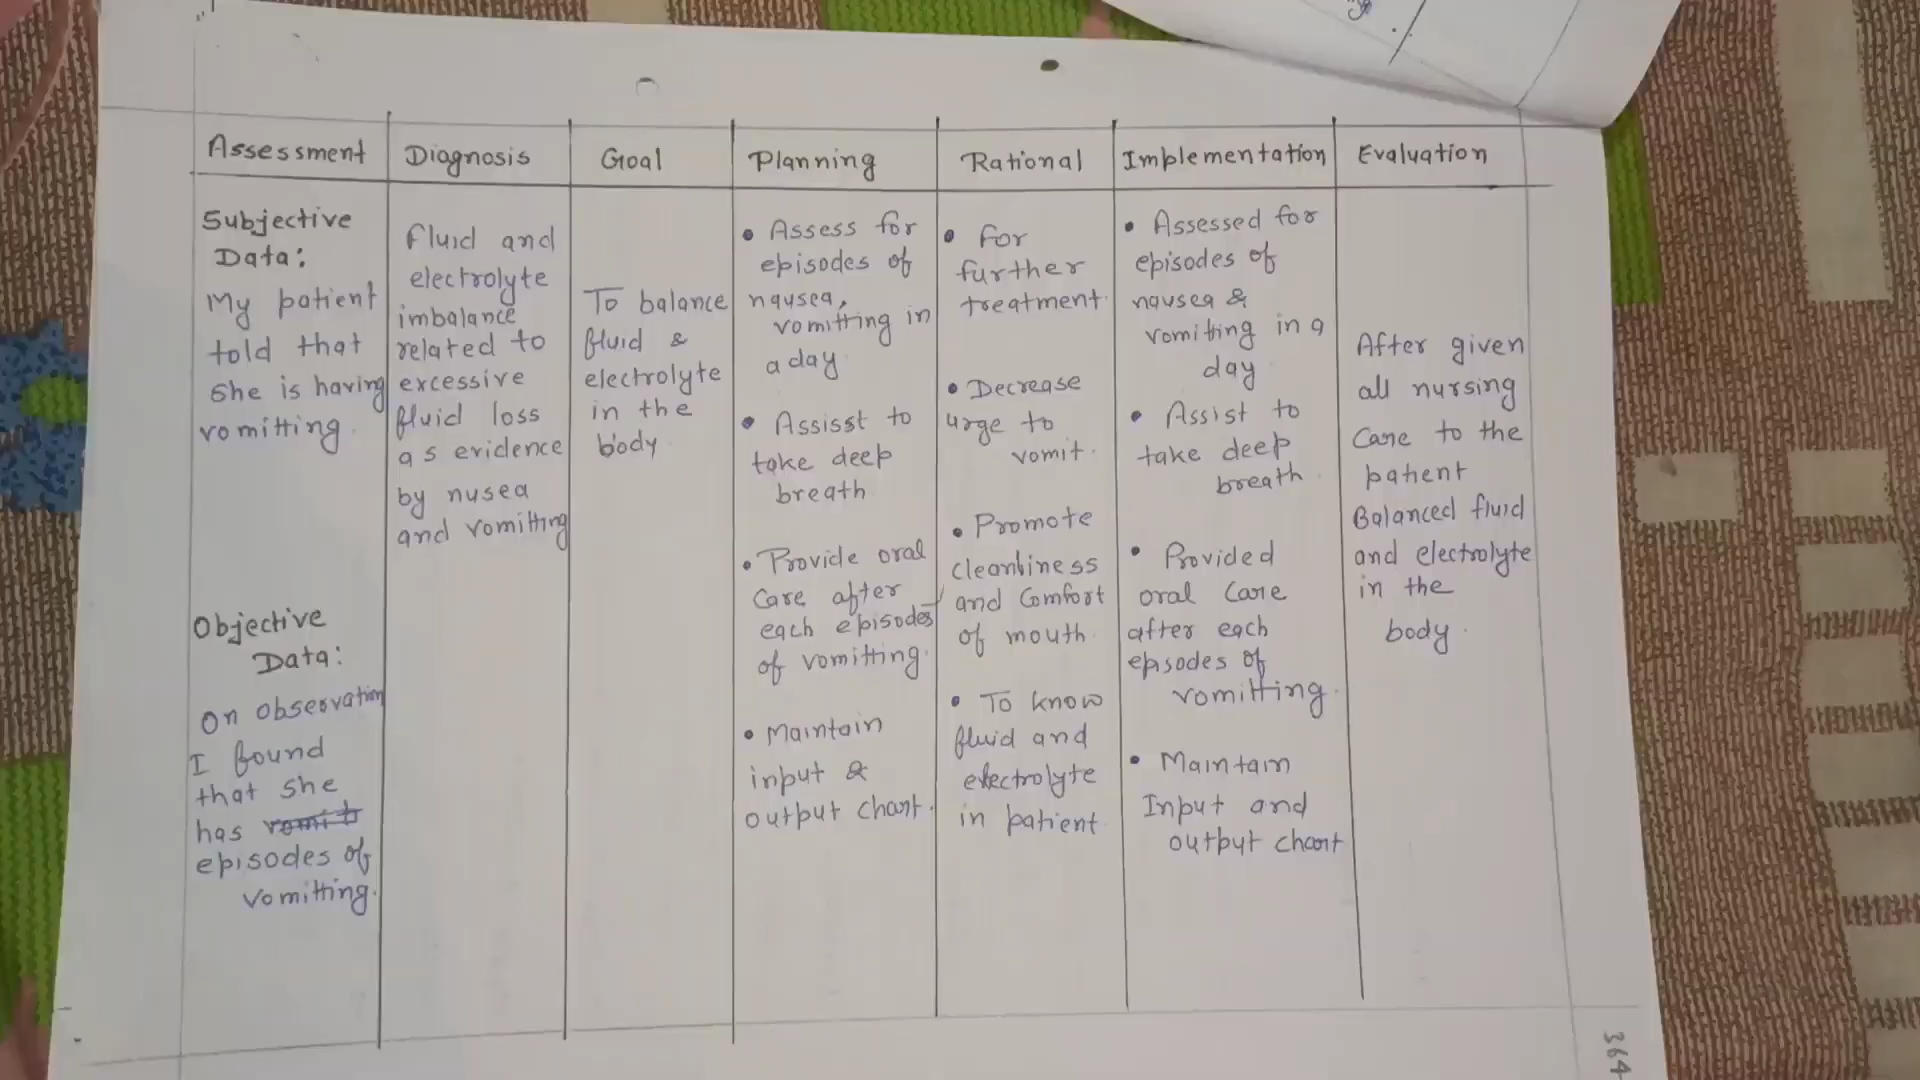 Assessment
Subjective
Data:
My patient
told that
she is having
vomitting.
Objective
Data:
On observation
I found
that she
has
episodes of
vomitting.
Diagnosis
Fluid and
electrolyte
imbalance
related to
excessive
fluid loss
as evidence
by nusea
and vomitting
Goal
To balance
fluid &
electrolyte
in the
body.
Planning
• Assess for
episodes of
nausea,
vomitting in
a day.
• Assisst to
take deep
breath
• Provide oral
care after
each episodes
of vomitting.
• Maintain
input &
output chart.
Rational
• For
further
treatment.
• Decrease
urge to
vomit.
• Promote
cleanliness
and comfort
of mouth.
• To know
fluid and
electrolyte
in patient.
Implementation
• Assessed for
episodes of
nausea &
vomitting in a
day
• Assist to
take deep
breath.
• Provided
oral care
after each
episodes of
vomitting.
• Maintain
Input and
output chart
Evaluation
After given
all nursing
care to the
patient
Balanced fluid
and electrolyte
in the
body.
364